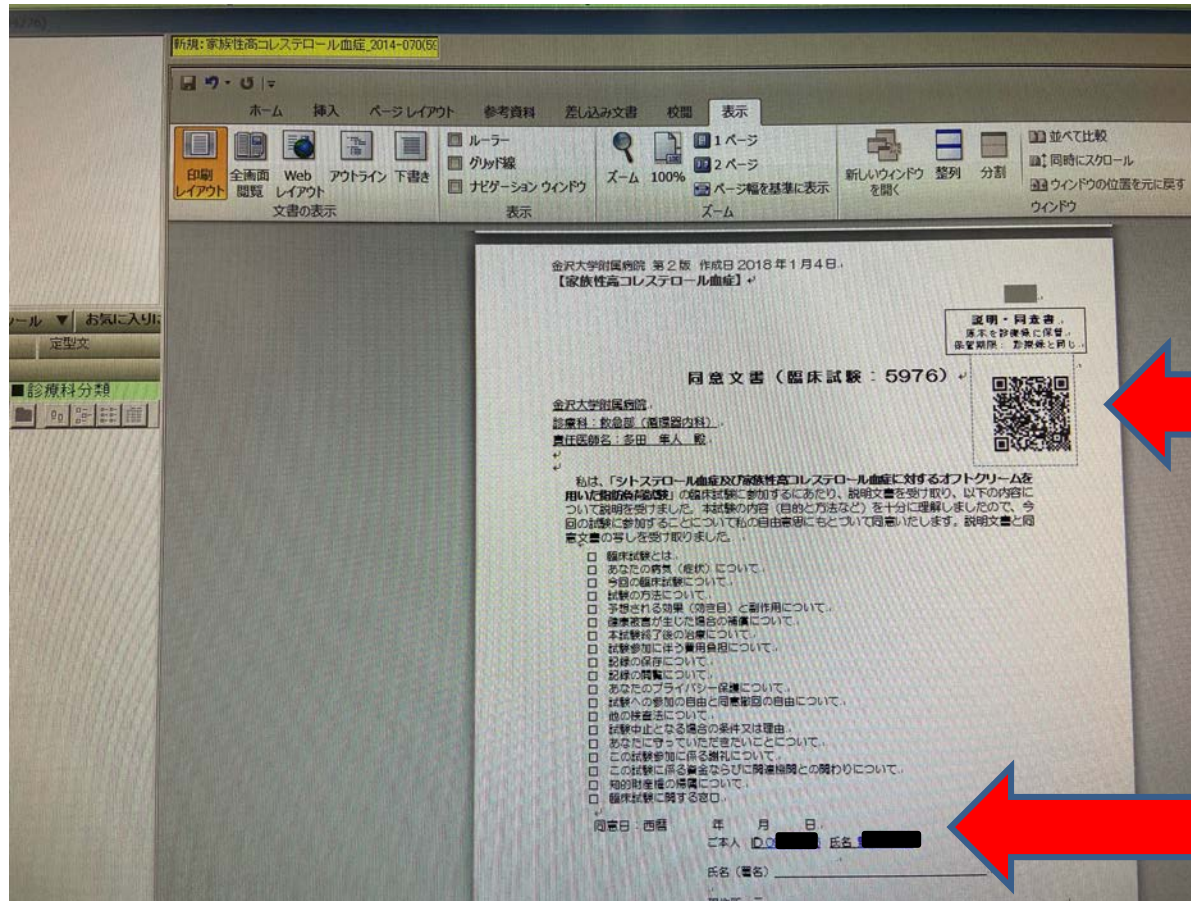 新規:家族性高コレステロール血症_2014-070(59
ホーム 挿入 ページ レイアウト 参考資料 差し込み文書 校閲 表示
印刷レイアウト 全画面閲覧 Web レイアウト アウトライン 下書き
文書の表示
ルーラー
グリッド線
ナビゲーション ウィンドウ
表示
ズーム 100%
1 ページ
2 ページ
ページ幅を基準に表示
ズーム
新しいウィンドウを開く 整列 分割
並べて比較
同時にスクロール
ウィンドウの位置を元に戻す
ウィンドウ
ール ▼ お気に入りに
定型文
■診療科分類
金沢大学附属病院 第2版 作成日2018年1月4日
【家族性高コレステロール血症】
説明・同意書
原本を診療録に保管
保管期限: 診療録と同じ
同意文書(臨床試験:5976)
金沢大学附属病院
診療科:救急部(循環器内科)
責任医師名:多田 隼人 殿
私は、「シトステロール血症及び家族性高コレステロール血症に対するオフトクリームを
用いた脂肪負荷試験」の臨床試験に参加するにあたり、説明文書を受け取り、以下の内容に
ついて説明を受けました。本試験の内容(目的と方法など)を十分に理解しましたので、今
回の試験に参加することについて私の自由意思にもとづいて同意いたします。説明文書と同
意文書の写しを受け取りました。
□ 臨床試験とは
□ あなたの病気(症状)について
□ 今回の臨床試験について
□ 試験の方法について
□ 予想される効果(効き目)と副作用について
□ 健康被害が生じた場合の補償について
□ 本試験終了後の治療について
□ 試験参加に伴う費用負担について
□ 記録の保存について
□ 記録の閲覧について
□ あなたのプライバシー保護について
□ 試験への参加の自由と同意撤回の自由について
□ 他の検査法について
□ 試験中止となる場合の条件又は理由
□ あなたに守っていただきたいことについて
□ この試験参加に係る謝礼について
□ この試験に係る資金ならびに関連機関との関わりについて
□ 知的財産権の帰属について
□ 臨床試験に関する窓口
同意日:西暦 年 月 日
ご本人 ID 氏名
氏名(署名)